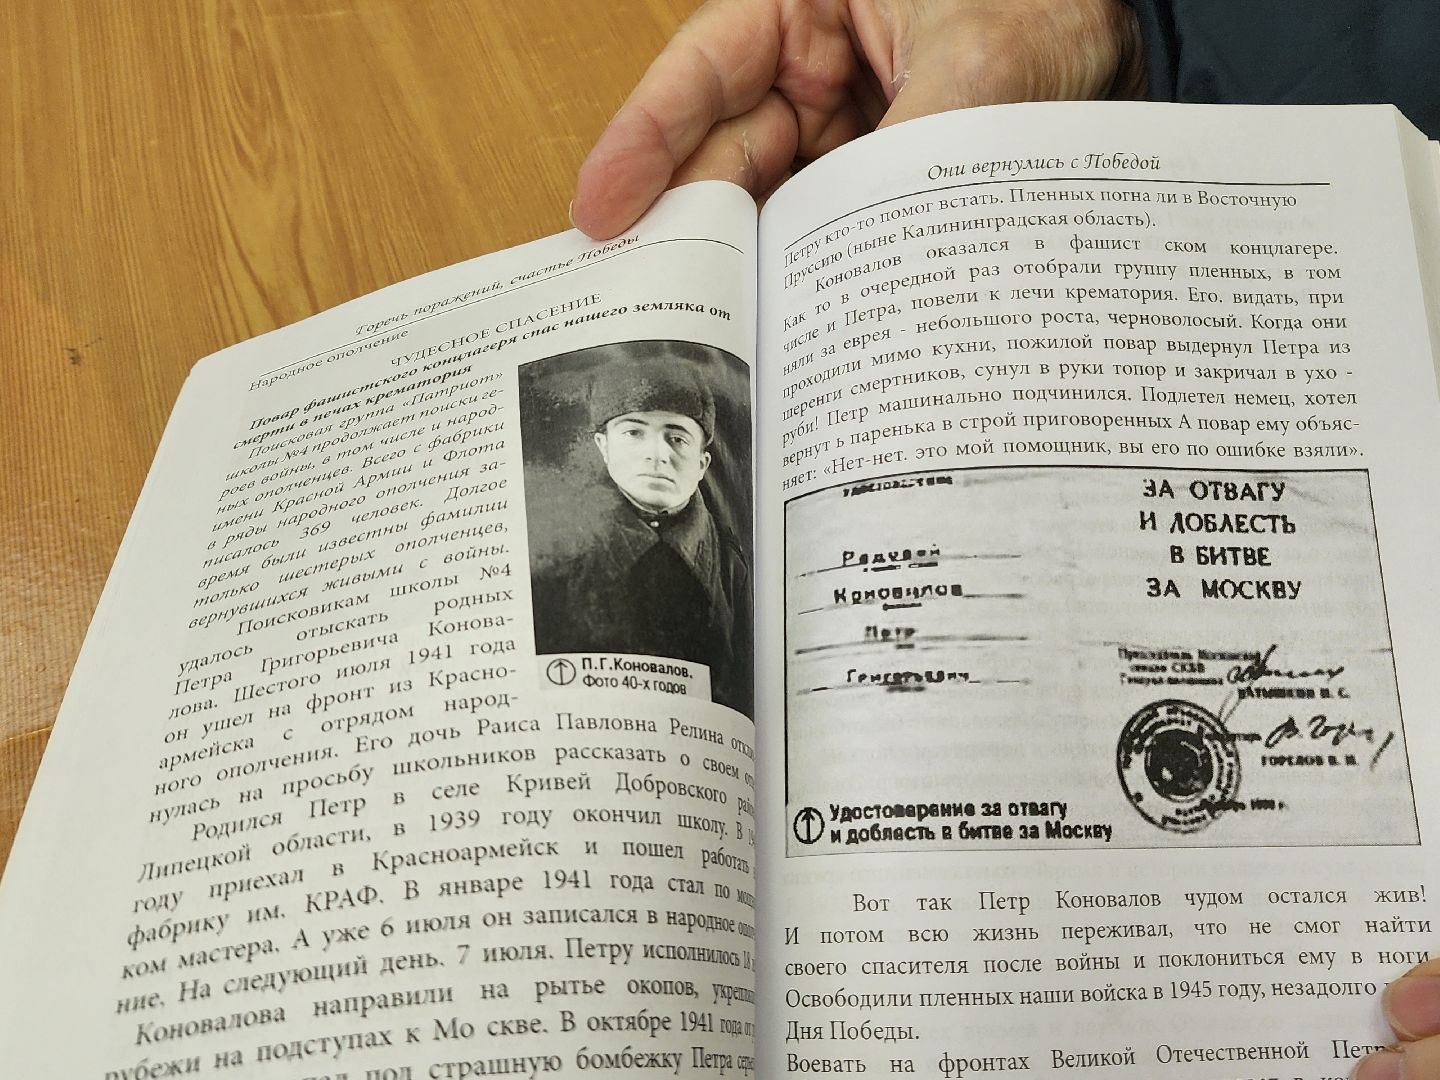 Горечь поражений, счастье Победы
Народное ополчение
ЧУДЕСНОЕ СПАСЕНИЕ
Повар фашистского концлагеря спас нашего земляка от
смерти в печах крематория
Поисковая группа «Патриот»
школы №4 продолжает поиски ге-
роев войны, в том числе и народ-
ных ополченцев. Всего с фабрики
имени Красной Армии и Флота
в ряды народного ополчения за-
писалось 369 человек. Долгое
время были известны фамилии
только шестерых ополченцев,
вернувшихся живыми с войны.
Поисковикам школы №4
удалось отыскать родных
Петра Григорьевича Конова-
лова. Шестого июля 1941 года
он ушел на фронт из Красно-
армейска с отрядом народ-
ного ополчения. Его дочь Раиса Павловна Релина
нулась на просьбу школьников рассказать о своем
Родился Петр в селе Кривей Добровского
Липецкой области, в 1939 году окончил школу. В
году приехал в Красноармейск и пошел работать
фабрику им. КРАФ. В январе 1941 года стал по
ком мастера. А уже 6 июля он записался в народное
ние. На следующий день. 7 июля. Петру исполнилось 18
Коновалова направили на рытье окопов,
рубежи на подступах к Мо скве. В октябре 1941 года
под страшную бомбежку Петра
П.Г.Коновалов.
Фото 40-х годов
Они вернулись с Победой
Петру кто-то помог встать. Пленных погна ли в Восточную
Пруссию (ныне Калининградская область).
Коновалов оказался в фашист ском концлагере.
Как то в очередной раз отобрали группу пленных, в том
числе и Петра, повели к лечи крематория. Его. видать, при
няли за еврея - небольшого роста, черноволосый. Когда они
проходили мимо кухни, пожилой повар выдернул Петра из
шеренги смертников, сунул в руки топор и закричал в ухо -
руби! Петр машинально подчинился. Подлетел немец, хотел
вернут ь паренька в строй приговоренных А повар ему объяс-
няет: «Нет-нет. это мой помощник, вы его по ошибке взяли».
удостоверение
Рядовой
Коновалов
Петр
Григорьевич
ЗА ОТВАГУ
И ДОБЛЕСТЬ
В БИТВЕ
ЗА МОСКВУ
ГОРЕЛОВ В. М.
Удостоверение за отвагу
и доблесть в битве за Москву
Вот так Петр Коновалов чудом остался жив!
И потом всю жизнь переживал, что не смог найти
своего спасителя после войны и поклониться ему в ноги
Освободили пленных наши войска в 1945 году, незадолго
Дня Победы.
Воевать на фронтах Великой Отечественной